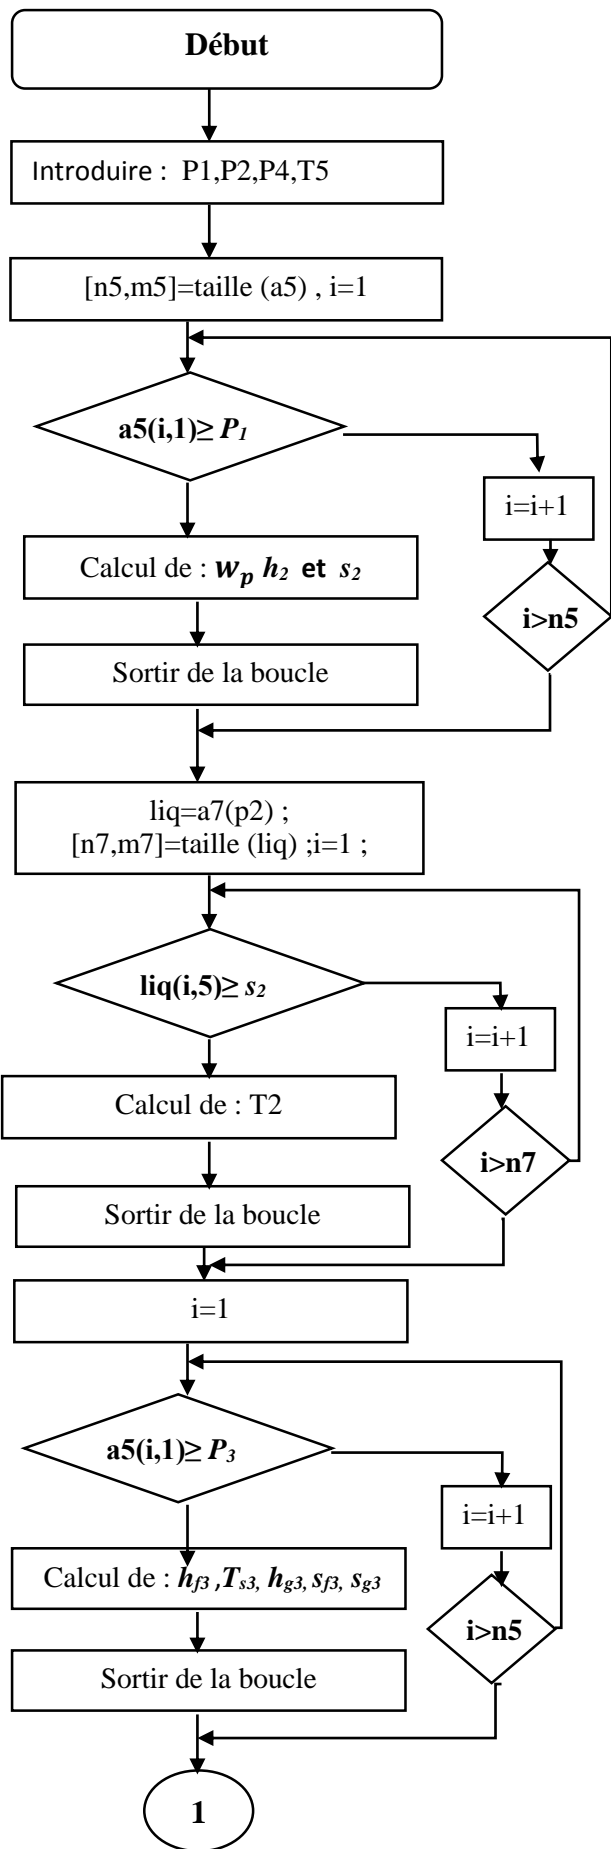 Début
Introduire : P1,P2,P4,T5
[n5,m5]=taille (a5) , i=1
a5(i,1)≥ P1
i=i+1
Calcul de : wp h2 et s2
i>n5
Sortir de la boucle
liq=a7(p2) ;
[n7,m7]=taille (liq) ;i=1 ;
liq(i,5)≥ s2
i=i+1
Calcul de : T2
i>n7
Sortir de la boucle
i=1
a5(i,1)≥ P3
i=i+1
Calcul de : hf3 ,Ts3, hg3, sf3, sg3
i>n5
Sortir de la boucle
1